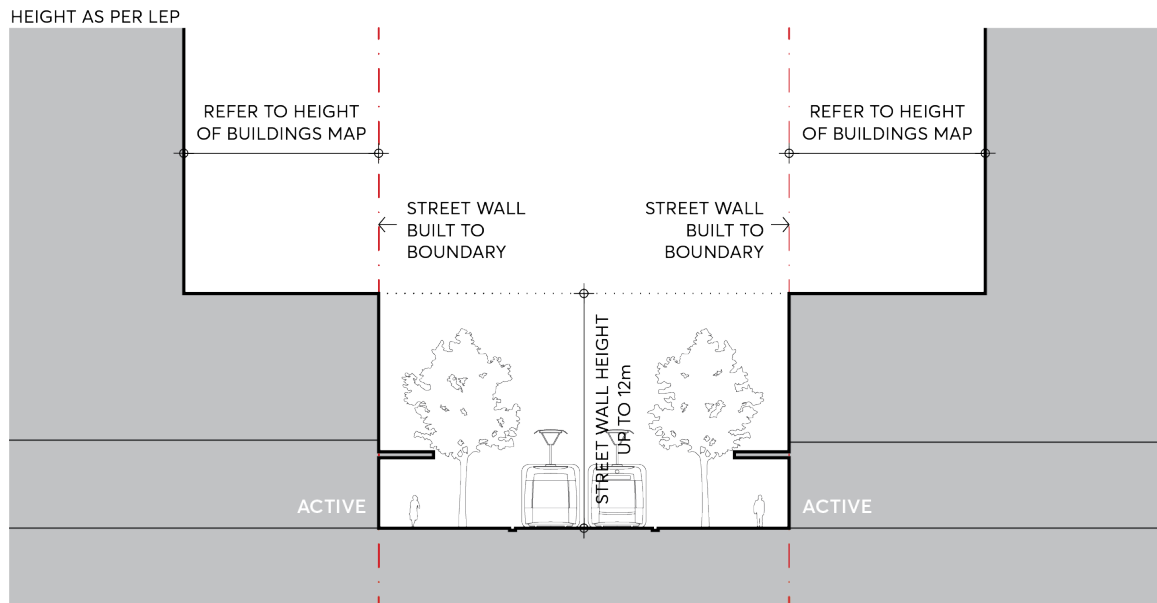 HEIGHT AS PER LEP
REFER TO HEIGHT
OF BUILDINGS MAP
REFER TO HEIGHT
OF BUILDINGS MAP
STREET WALL
BUILT TO
BOUNDARY
STREET WALL
BUILT TO
BOUNDARY
STREET WALL HEIGHT
UP TO 12m
ACTIVE
ACTIVE